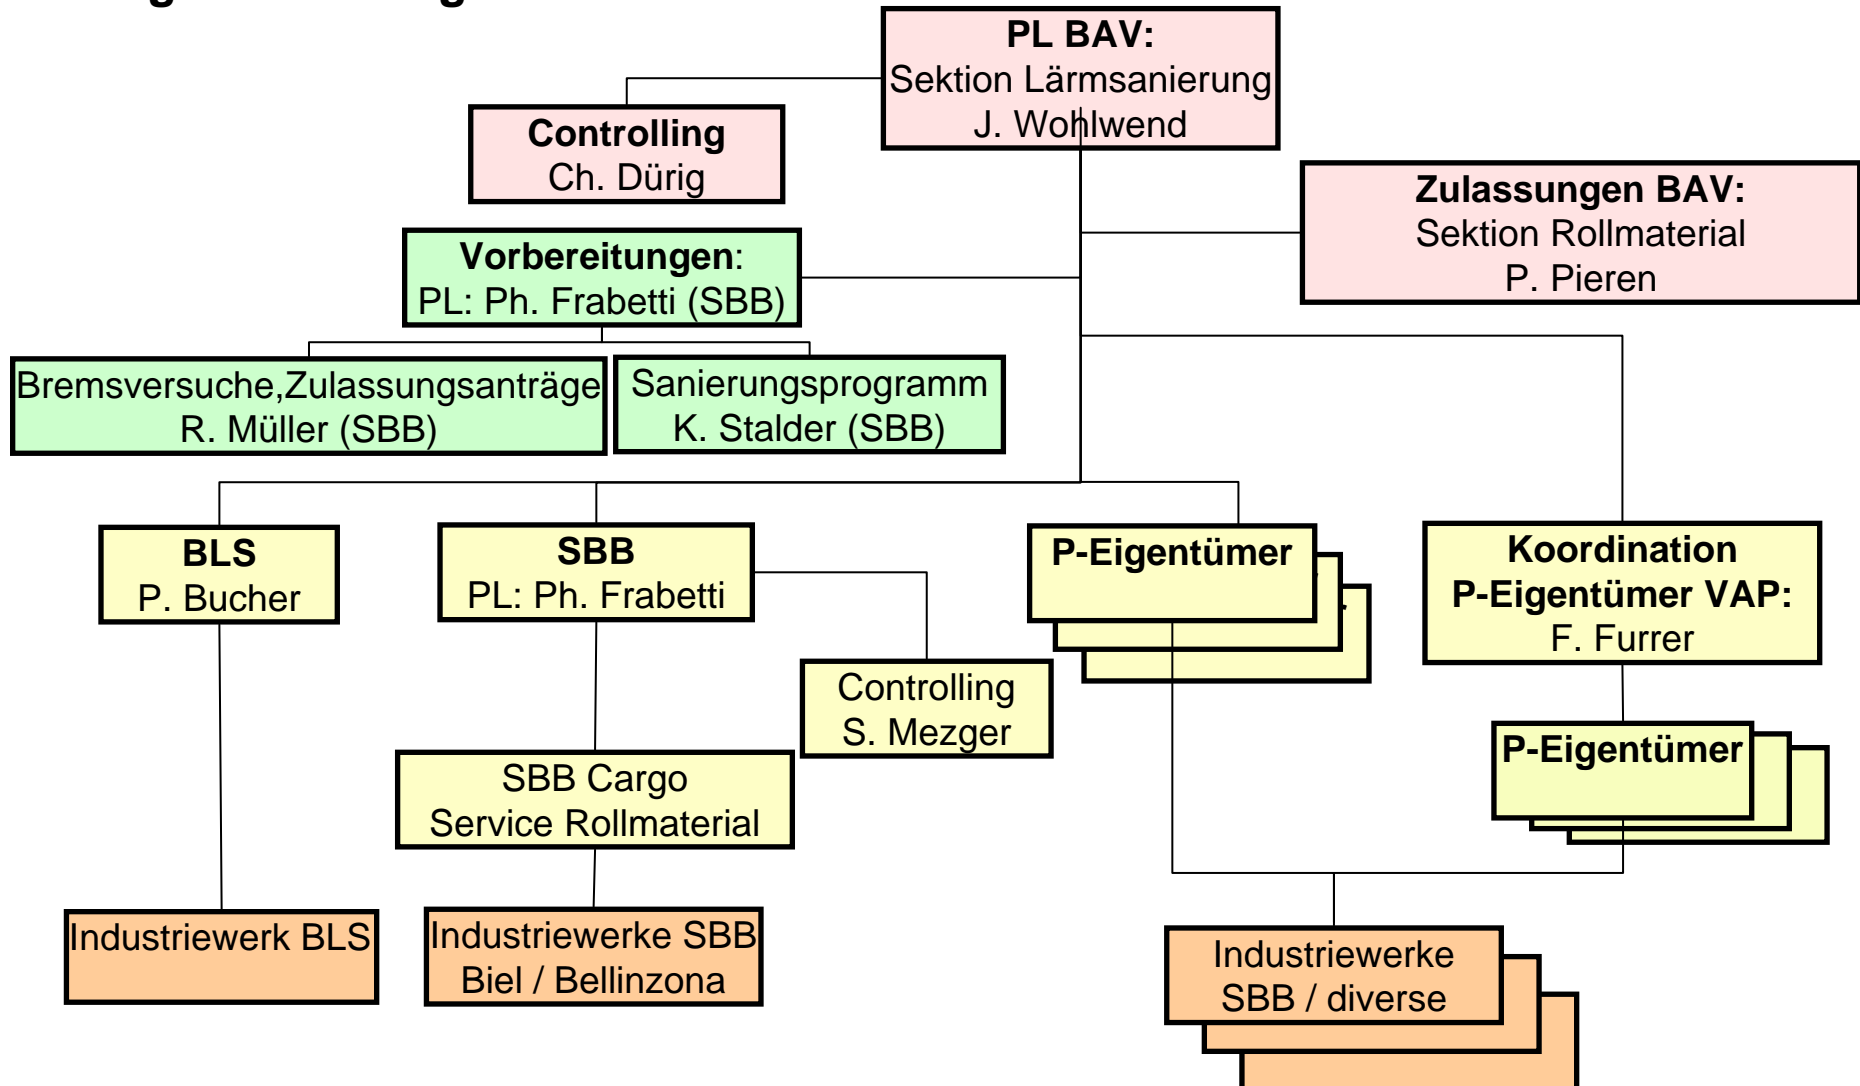 PL BAV:
Sektion Lärmsanierung
J. Wohlwend
Controlling
Ch. Dürig
Zulassungen BAV:
Sektion Rollmaterial
P. Pieren
Vorbereitungen:
PL: Ph. Frabetti (SBB)
Bremsversuche,Zulassungsanträge
R. Müller (SBB)
Sanierungsprogramm
K. Stalder (SBB)
BLS
P. Bucher
SBB
PL: Ph. Frabetti
P-Eigentümer
Koordination
P-Eigentümer VAP:
F. Furrer
Controlling
S. Mezger
P-Eigentümer
SBB Cargo
Service Rollmaterial
Industriewerk BLS
Industriewerke SBB
Biel / Bellinzona
Industriewerke
SBB / diverse